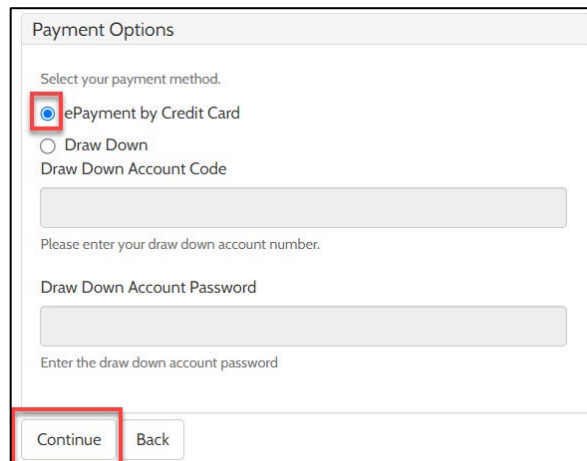 Payment Options
Select your payment method.
ePayment by Credit Card
Draw Down
Draw Down Account Code
Please enter your draw down account number.
Draw Down Account Password
Enter the draw down account password
Continue Back